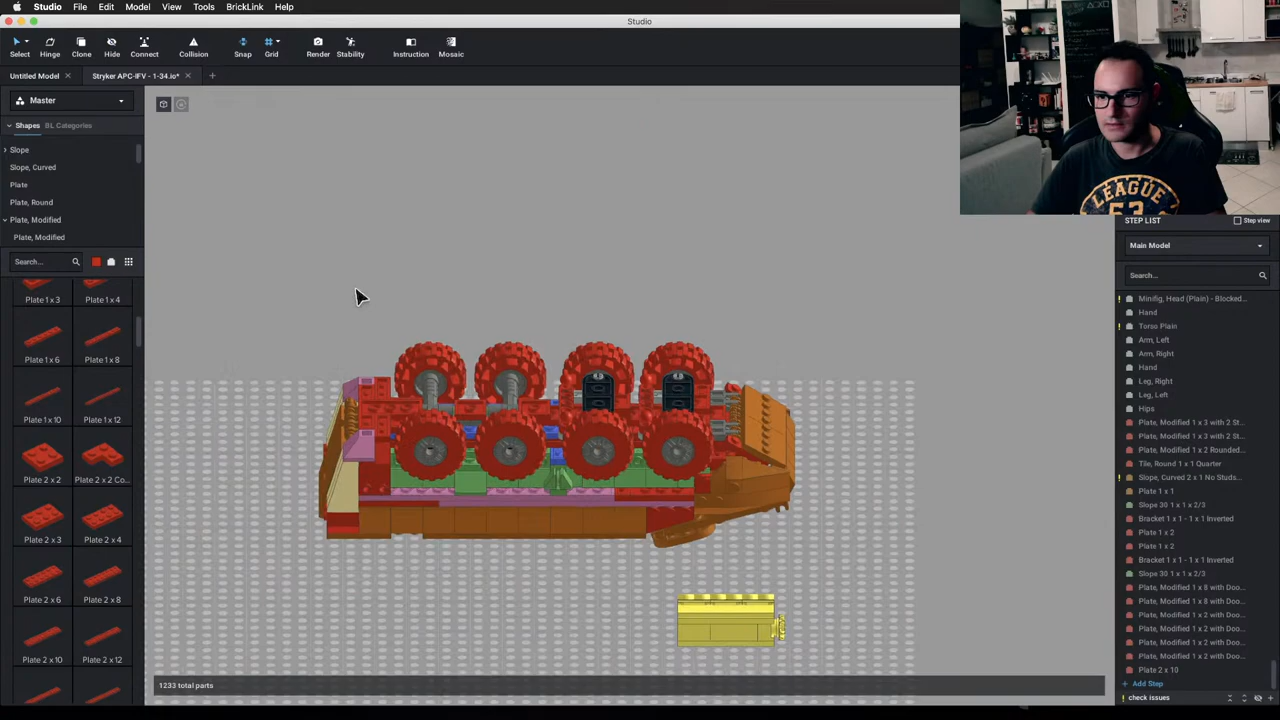 Studio File Edit Model View Tools BrickLink Help
Studio
Select Hinge Clone Hide Connect Collision Snap Grid Render Stability Instruction Mosaic
Untitled Model Stryker APC-IFV - 1-34.io*
Master
Shapes BL Categories
Slope
Slope, Curved
Plate
Plate, Round
Plate, Modified
Plate, Modified
Search...
Plate 1 x 3 Plate 1 x 4
Plate 1 x 6 Plate 1 x 8
Plate 1 x 10 Plate 1 x 12
Plate 2 x 2 Plate 2 x 2 Co...
Plate 2 x 3 Plate 2 x 4
Plate 2 x 6 Plate 2 x 8
Plate 2 x 10 Plate 2 x 12
1233 total parts
LEAGUE
53
STEP LIST Step view
Main Model
Search...
Minifig, Head (Plain) - Blocked...
Hand
Torso Plain
Arm, Left
Arm, Right
Hand
Leg, Right
Leg, Left
Hips
Plate, Modified 1 x 3 with 2 St...
Plate, Modified 1 x 3 with 2 St...
Plate, Modified 1 x 2 Rounded...
Tile, Round 1 x 1 Quarter
Slope, Curved 2 x 1 No Studs...
Plate 1 x 1
Slope 30 1 x 1 x 2/3
Bracket 1 x 1 - 1 x 1 Inverted
Plate 1 x 2
Plate 1 x 2
Bracket 1 x 1 - 1 x 1 Inverted
Slope 30 1 x 1 x 2/3
Plate, Modified 1 x 8 with Doo...
Plate, Modified 1 x 8 with Doo...
Plate, Modified 1 x 2 with Doo...
Plate, Modified 1 x 2 with Doo...
Plate, Modified 1 x 2 with Doo...
Plate, Modified 1 x 2 with Doo...
Plate 2 x 10
Add Step
check issues